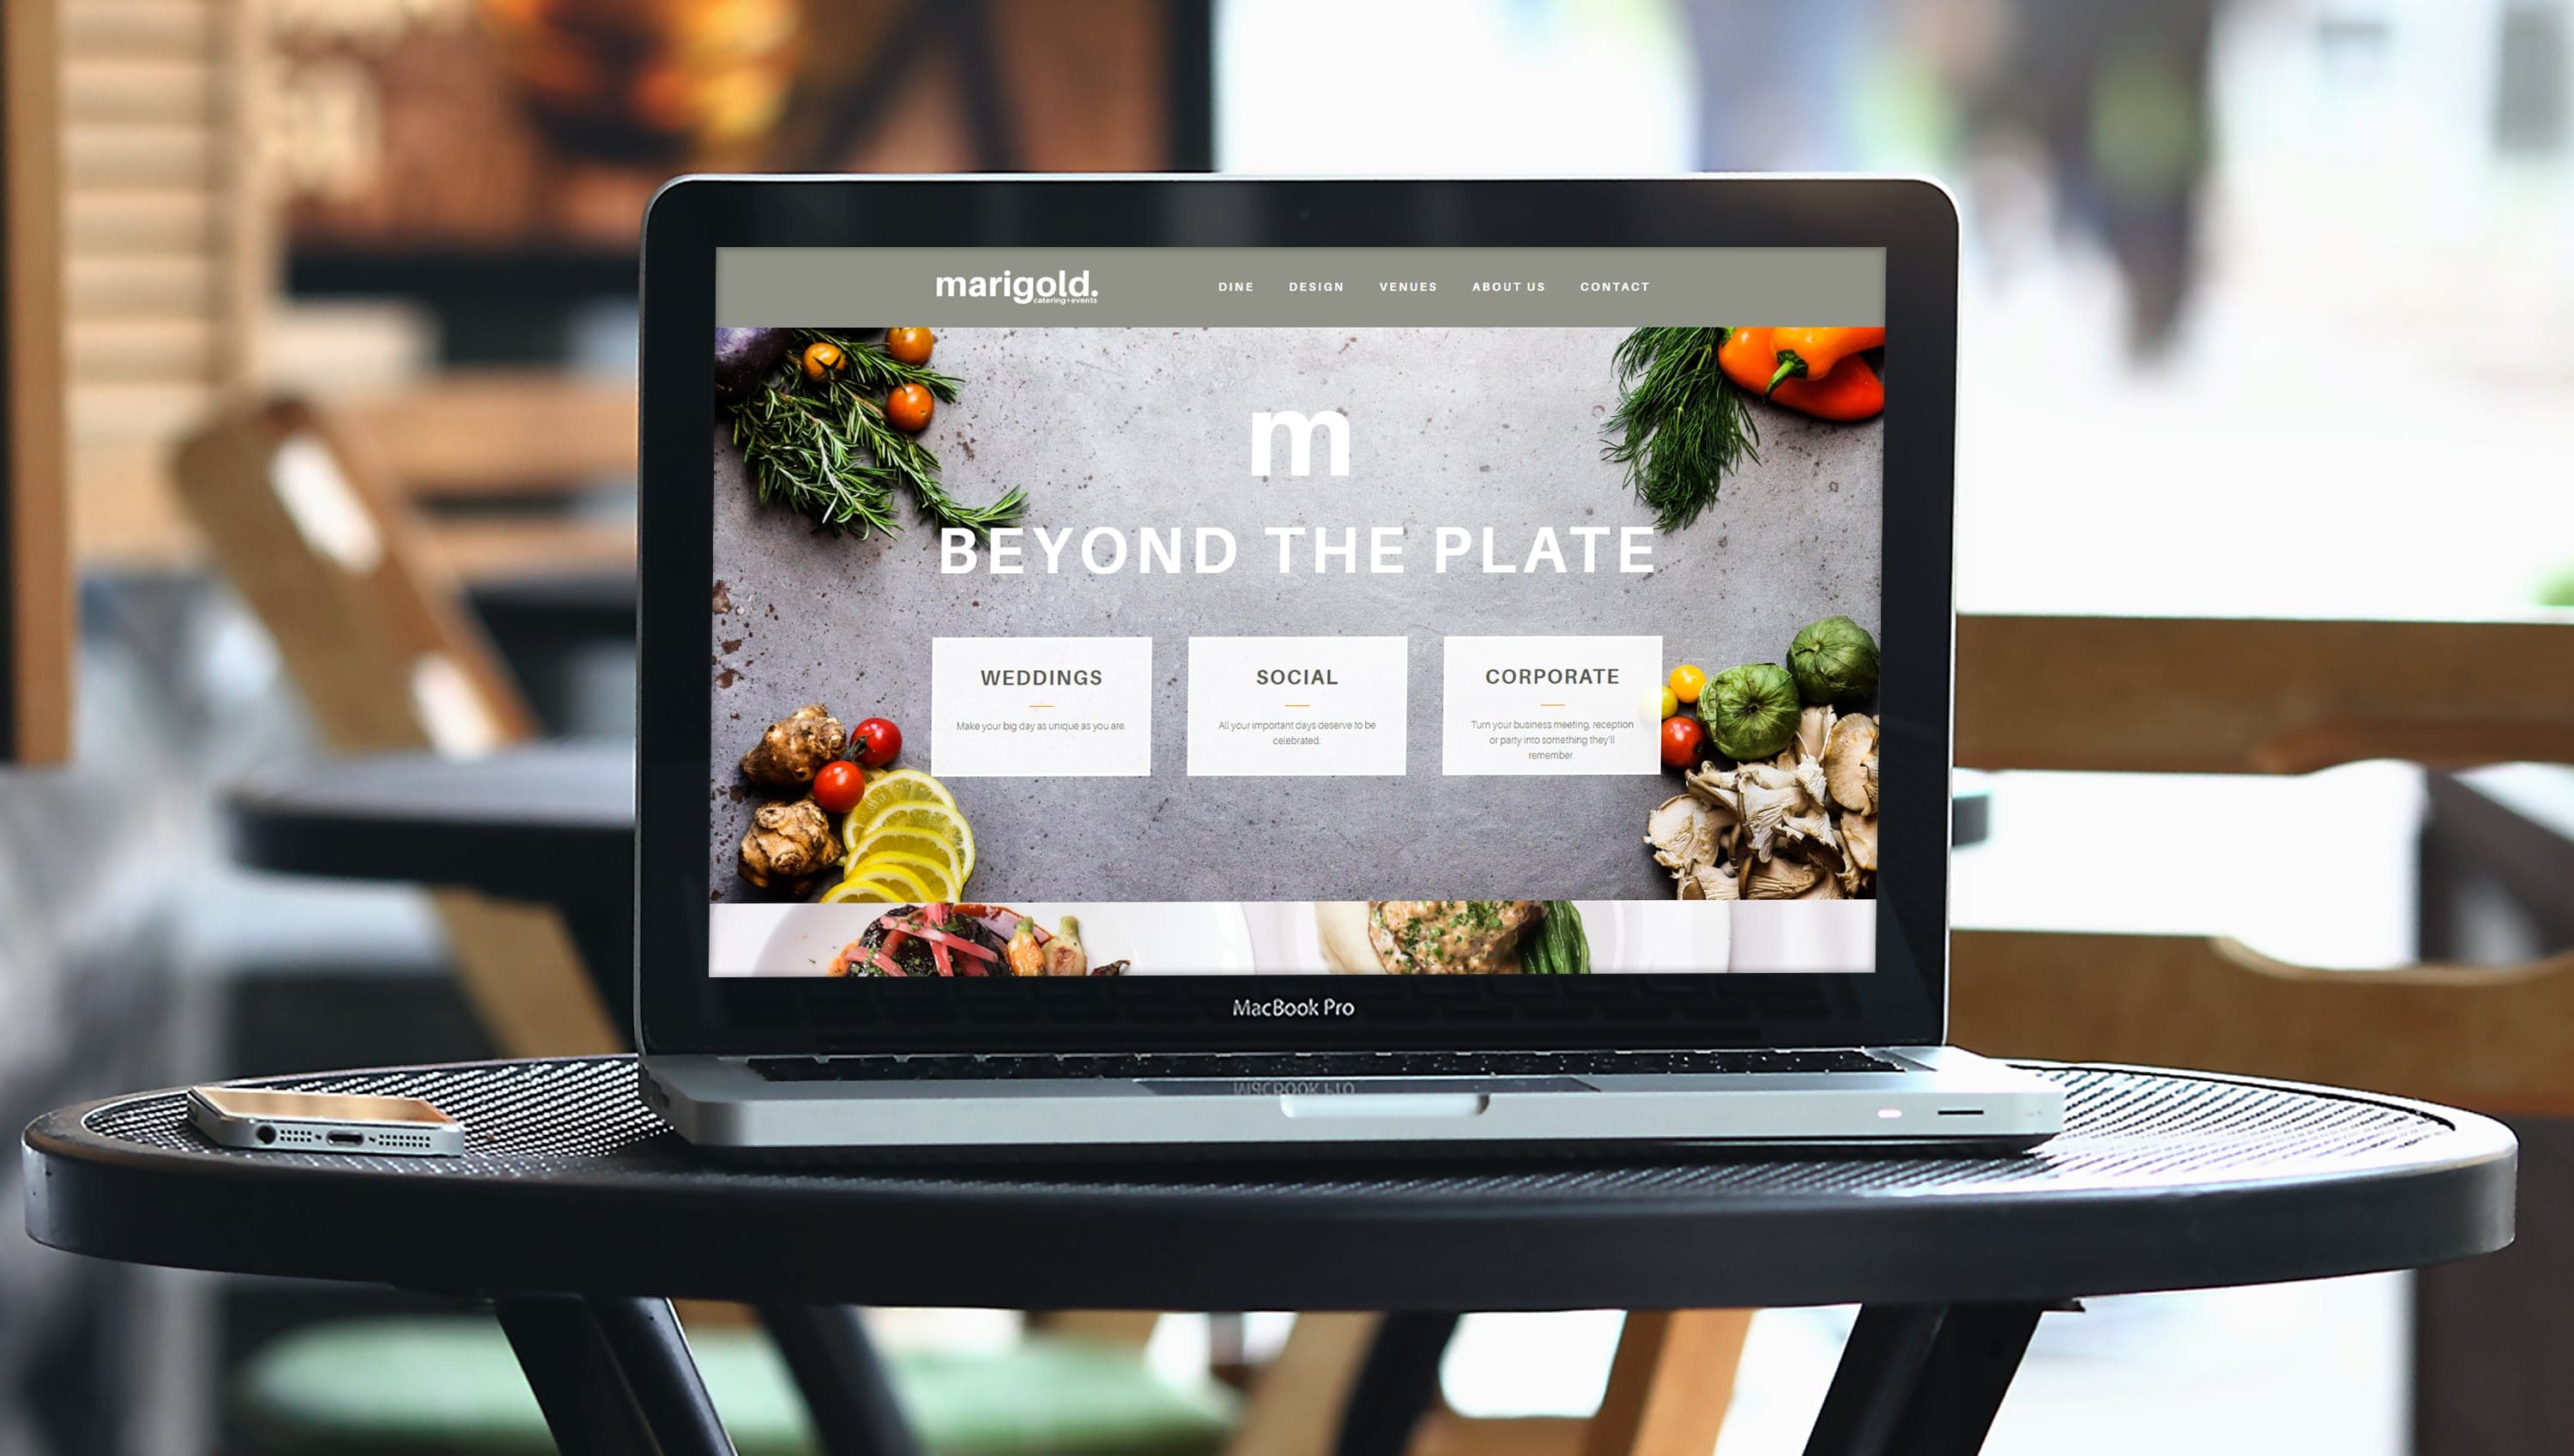 marigold.
catering+events
DINE DESIGN VENUES ABOUT US CONTACT
m
BEYOND THE PLATE
WEDDINGS
Make your big day as unique as you are.
SOCIAL
All your important days deserve to be
celebrated.
CORPORATE
Turn your business meeting, reception
or party into something they'll
remember
MacBook Pro